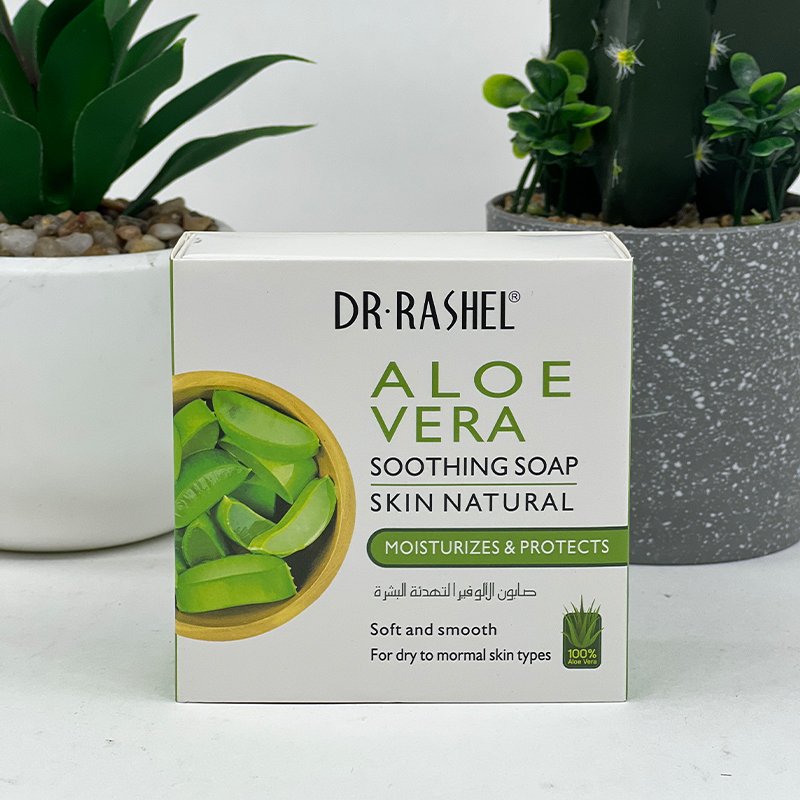 DR·RASHEL®
ALOE
VERA
SOOTHING SOAP
SKIN NATURAL
MOISTURIZES & PROTECTS
صابون الالوفيرا لتهدئة البشرة
Soft and smooth
For dry to mormal skin types
100%
Aloe Vera